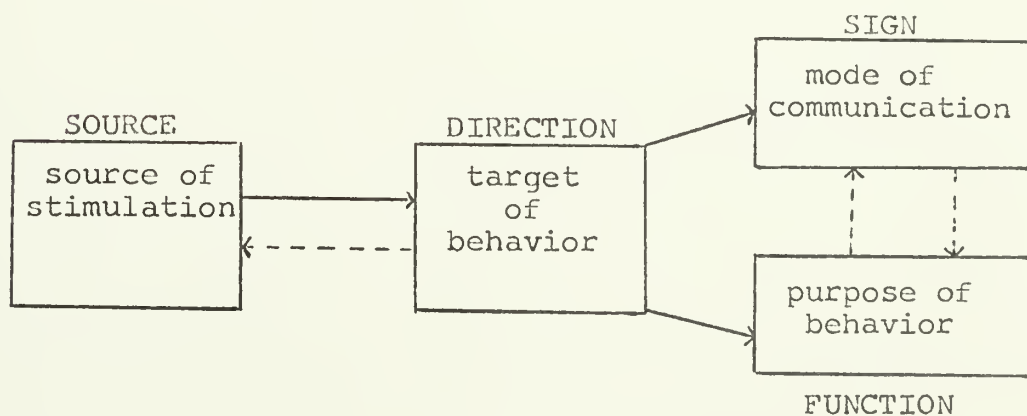 SOURCE
source of
stimulation
DIRECTION
target
of
behavior
SIGN
mode of
communication
purpose of
behavior
FUNCTION